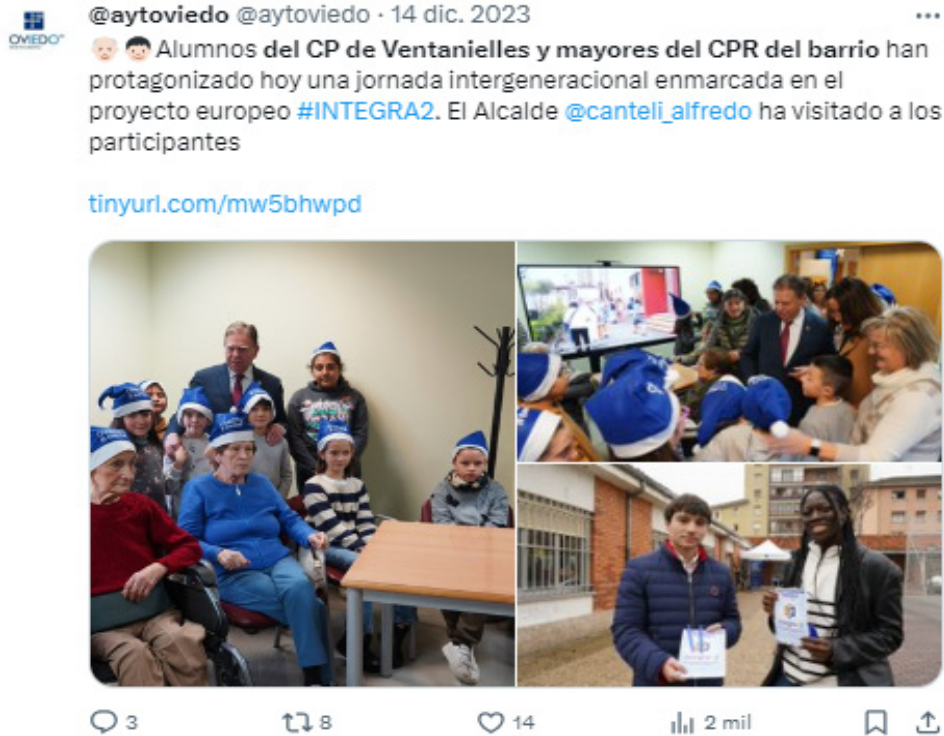 @aytoviedo @aytoviedo · 14 dic. 2023
OVIEDO
Alumnos del CP de Ventanielles y mayores del CPR del barrio han
protagonizado hoy una jornada intergeneracional enmarcada en el
proyecto europeo #INTEGRA2. El Alcalde @canteli_alfredo ha visitado a los
participantes
tinyurl.com/mw5bhwpd
3
8
14
2 mil